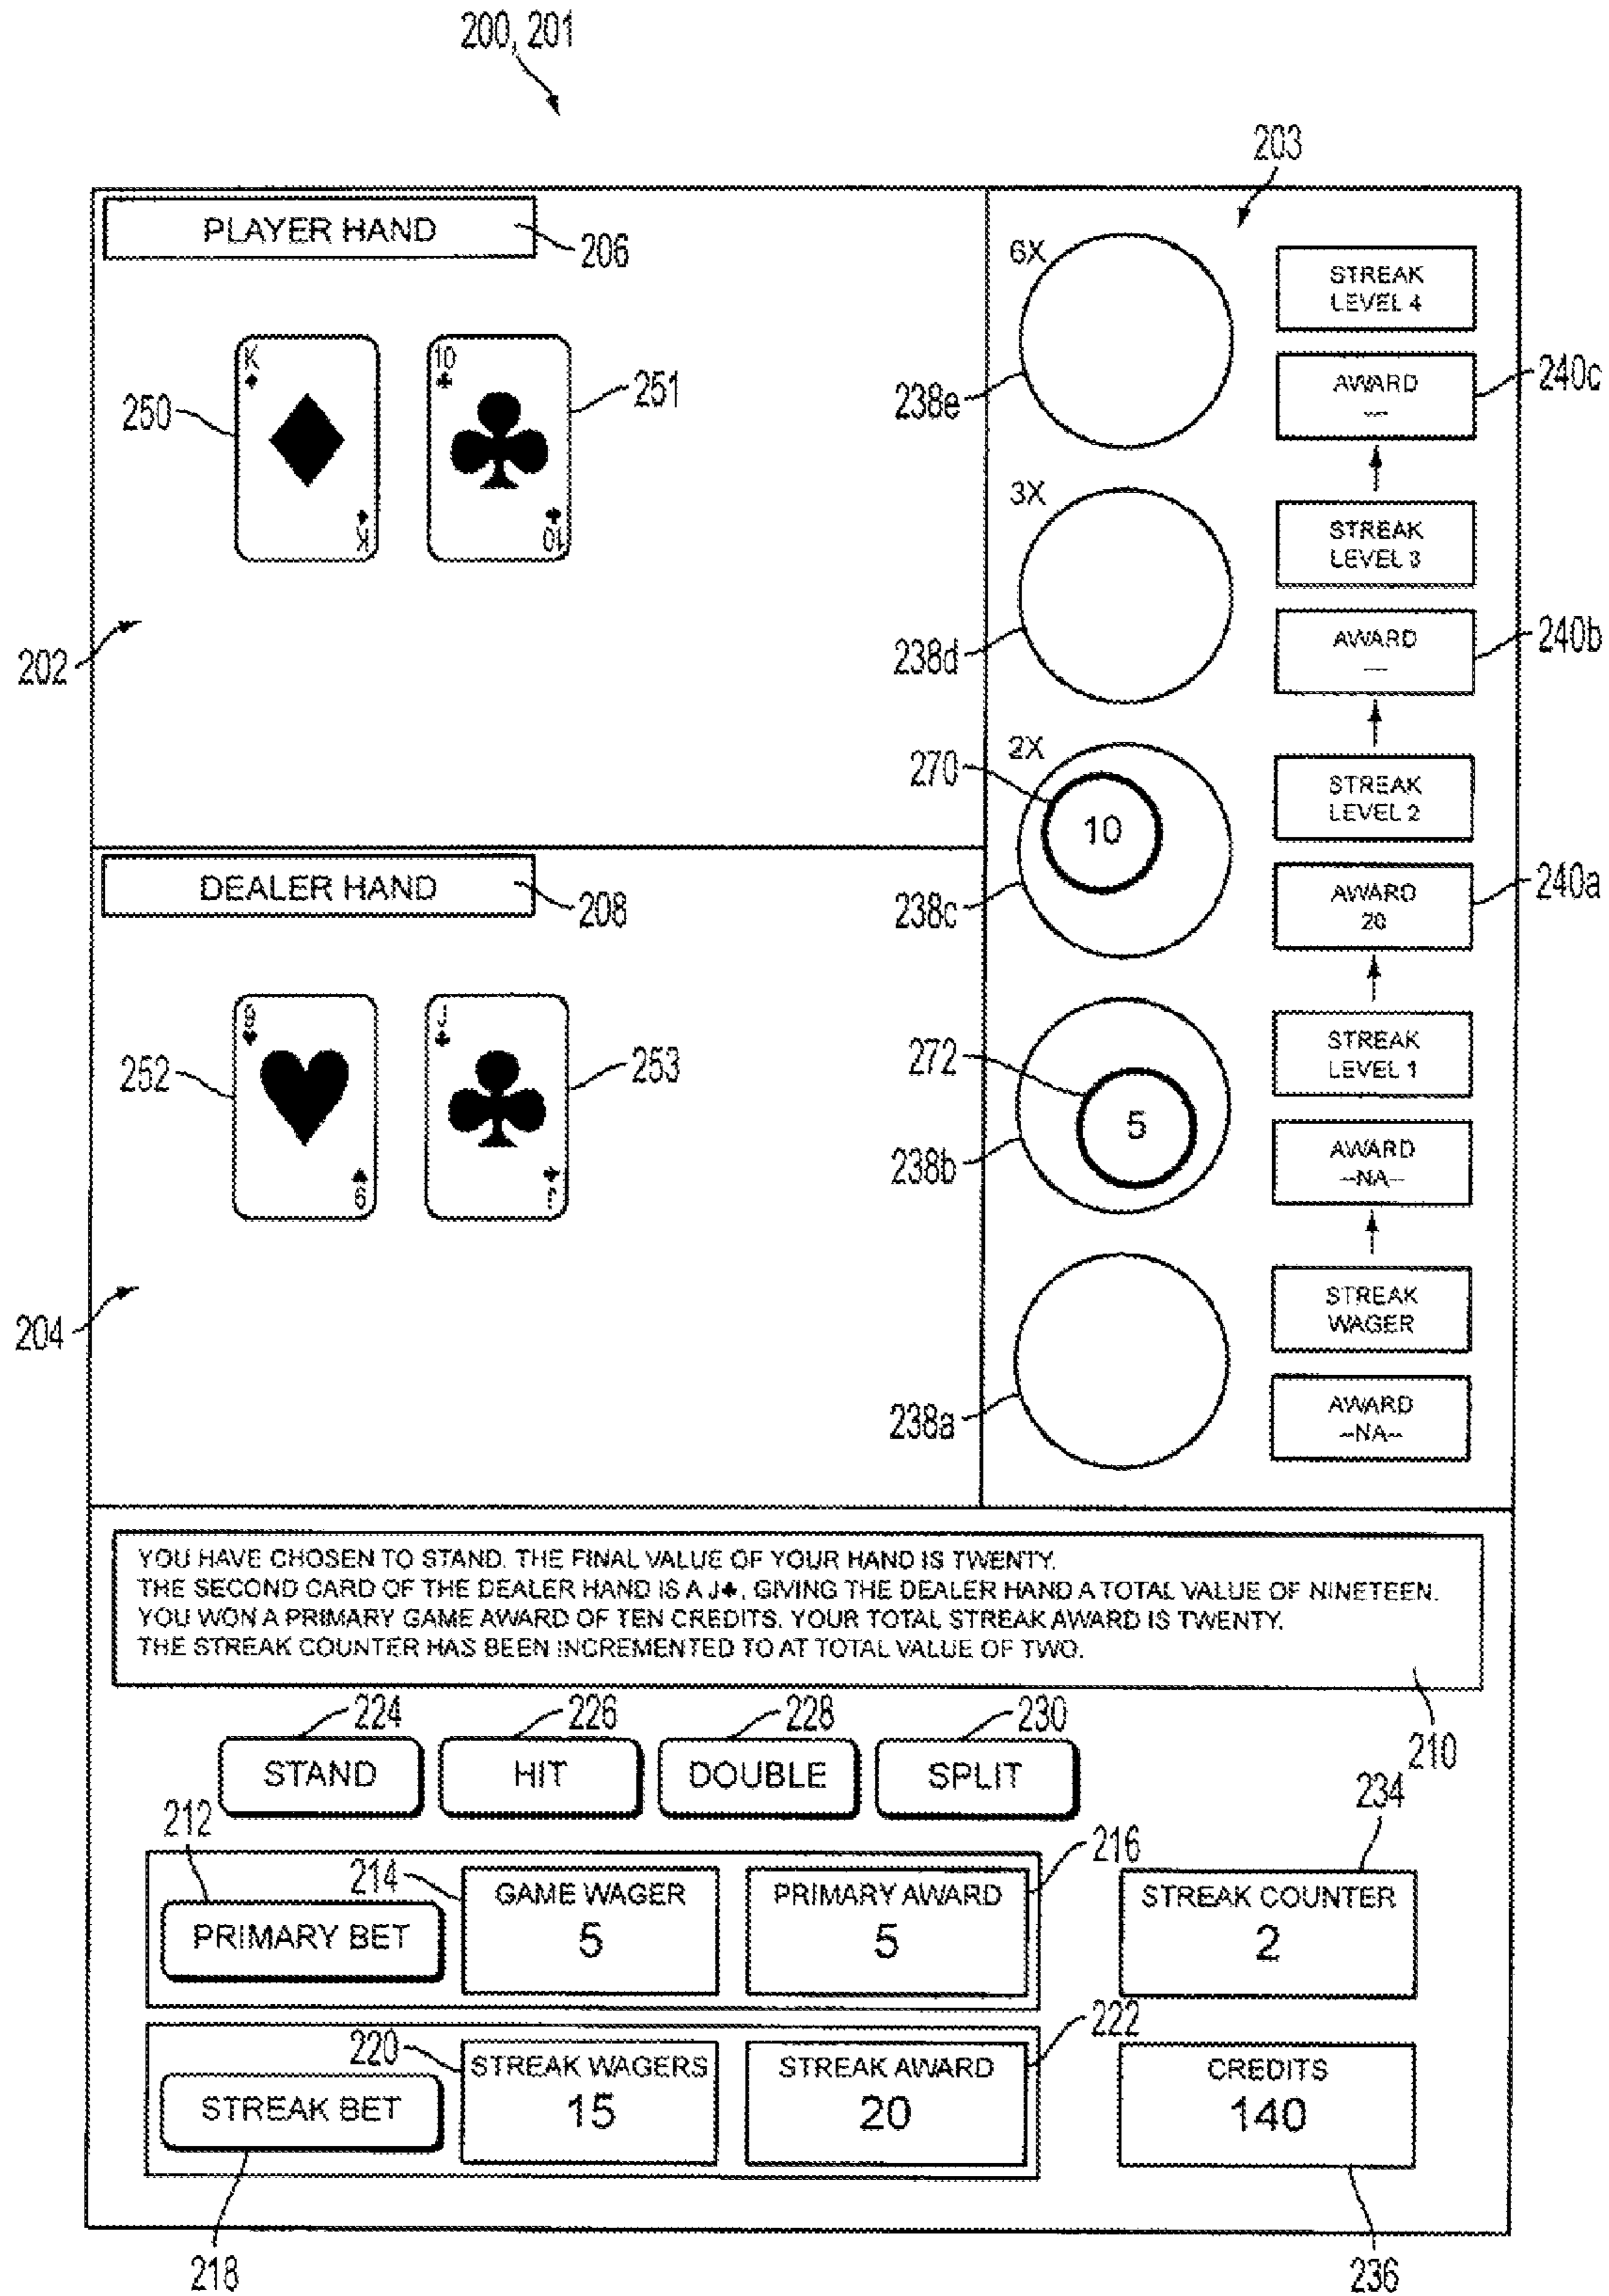 200, 201
203
PLAYER HAND
206
K
10
250
251
K
10
202
DEALER HAND
208
9
J
252
253
9
J
204
6X
238e
STREAK
LEVEL 4
AWARD
---
240c
3X
238d
STREAK
LEVEL 3
AWARD
---
240b
2X
270
10
238c
STREAK
LEVEL 2
AWARD
20
240a
272
5
238b
STREAK
LEVEL 1
AWARD
--NA--
238a
STREAK
WAGER
AWARD
--NA--
YOU HAVE CHOSEN TO STAND. THE FINAL VALUE OF YOUR HAND IS TWENTY.
THE SECOND CARD OF THE DEALER HAND IS A J♣, GIVING THE DEALER HAND A TOTAL VALUE OF NINETEEN.
YOU WON A PRIMARY GAME AWARD OF TEN CREDITS. YOUR TOTAL STREAK AWARD IS TWENTY.
THE STREAK COUNTER HAS BEEN INCREMENTED TO AT TOTAL VALUE OF TWO.
210
224
226
228
230
STAND
HIT
DOUBLE
SPLIT
212
214
216
234
PRIMARY BET
GAME WAGER
5
PRIMARY AWARD
5
STREAK COUNTER
2
220
222
STREAK BET
STREAK WAGERS
15
STREAK AWARD
20
CREDITS
140
218
236